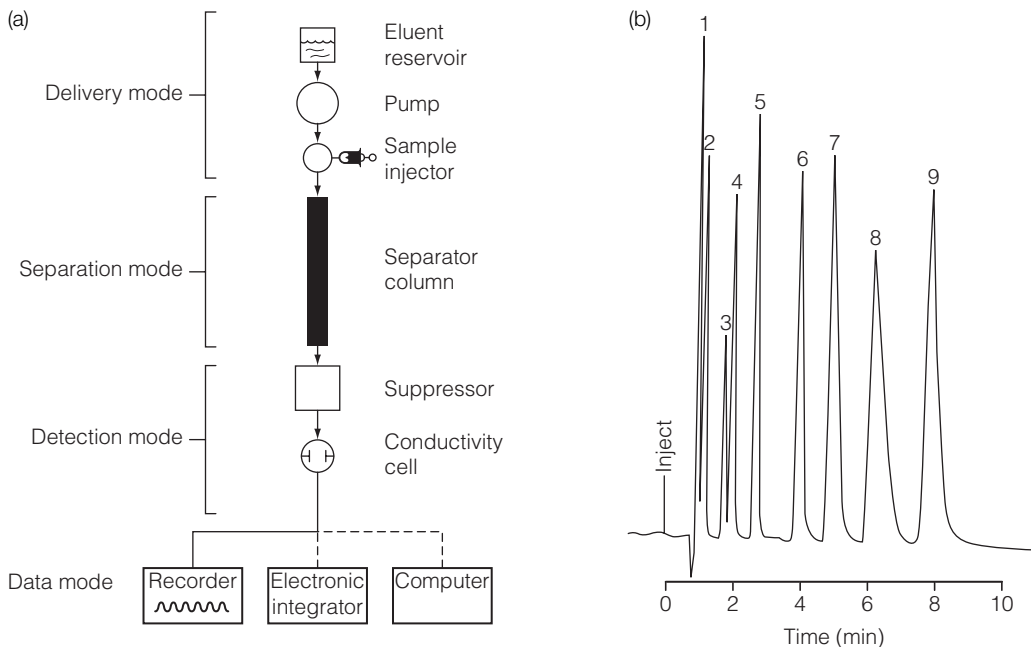 (a)
Eluent
reservoir
Delivery mode
Pump
Sample
injector
Separation mode
Separator
column
Suppressor
Detection mode
Conductivity
cell
Data mode
Recorder
Electronic
integrator
Computer
(b)
1
2
3
4
5
6
7
8
9
Inject
0 2 4 6 8 10
Time (min)